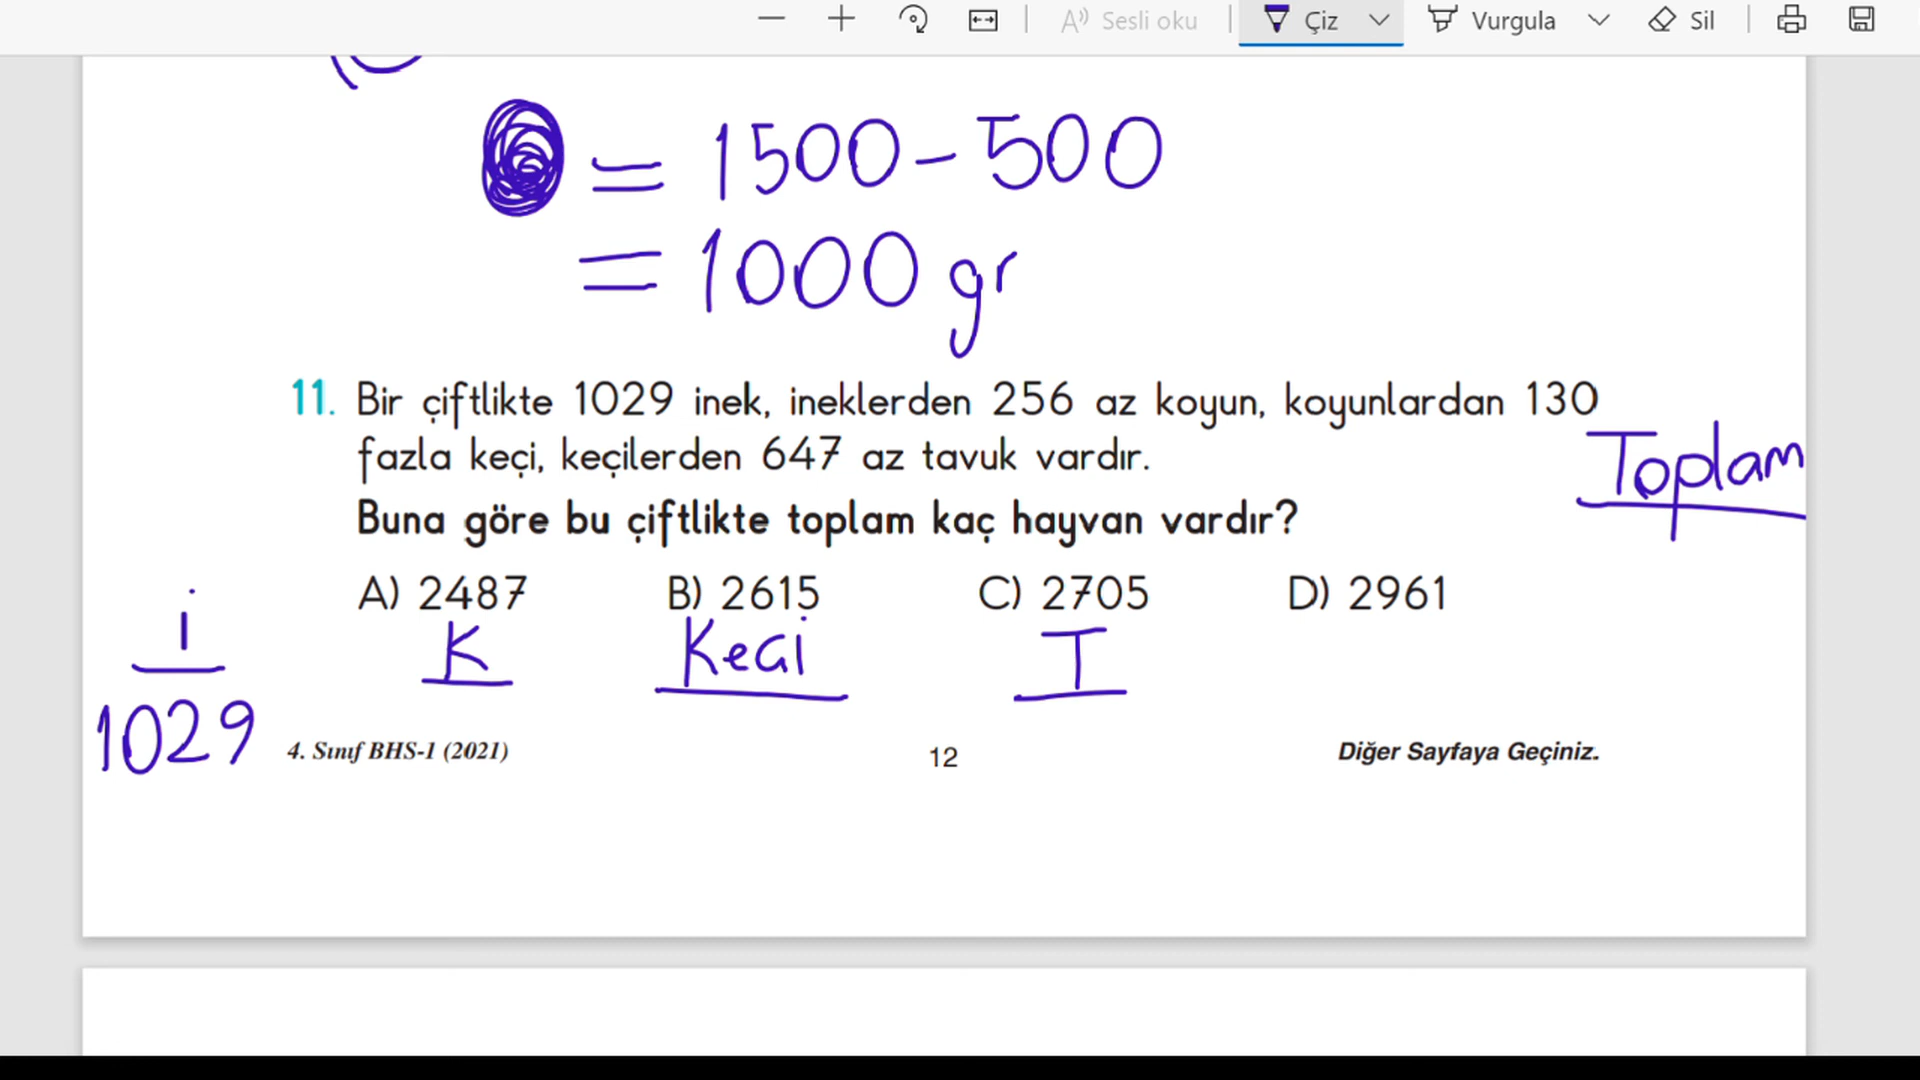 Sesli oku Çiz Vurgula Sil
= 1500 - 500
= 1000 gr
11. Bir çiftlikte 1029 inek, ineklerden 256 az koyun, koyunlardan 130
fazla keçi, keçilerden 647 az tavuk vardır.
Toplam
Buna göre bu çiftlikte toplam kaç hayvan vardır?
A) 2487 B) 2615 C) 2705 D) 2961
i K Keçi T
1029
4. Sınıf BHS-1 (2021) 12 Diğer Sayfaya Geçiniz.